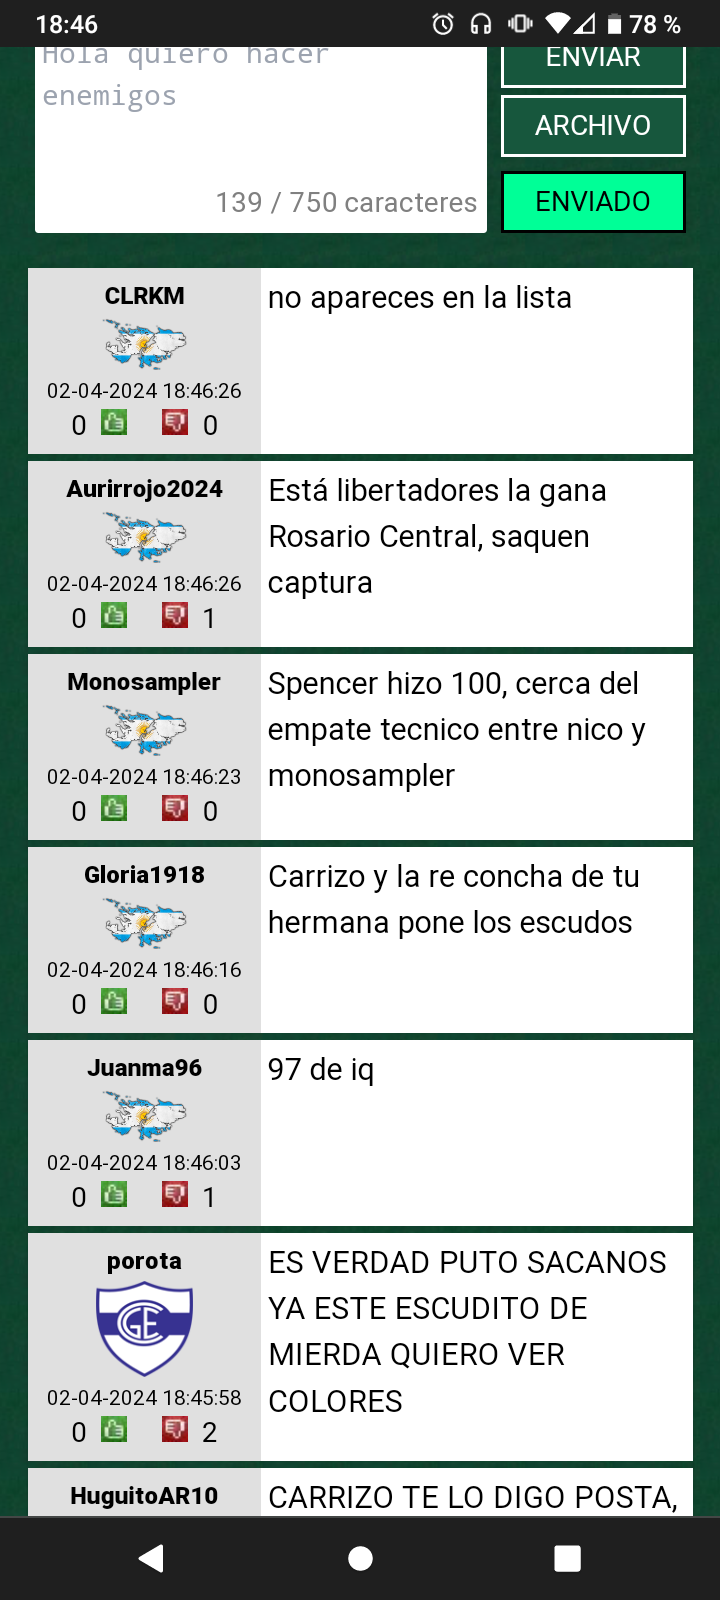 18:46
78 %
Hola quiero hacer
enemigos
139 / 750 caracteres
ENVIAR
ARCHIVO
ENVIADO
CLRKM
02-04-2024 18:46:26
0 0
no apareces en la lista
Aurirrojo2024
02-04-2024 18:46:26
0 1
Está libertadores la gana
Rosario Central, saquen
captura
Monosampler
02-04-2024 18:46:23
0 0
Spencer hizo 100, cerca del
empate tecnico entre nico y
monosampler
Gloria1918
02-04-2024 18:46:16
0 0
Carrizo y la re concha de tu
hermana pone los escudos
Juanma96
02-04-2024 18:46:03
0 1
97 de iq
porota
CGE
02-04-2024 18:45:58
0 2
ES VERDAD PUTO SACANOS
YA ESTE ESCUDITO DE
MIERDA QUIERO VER
COLORES
HuguitoAR10
CARRIZO TE LO DIGO POSTA,